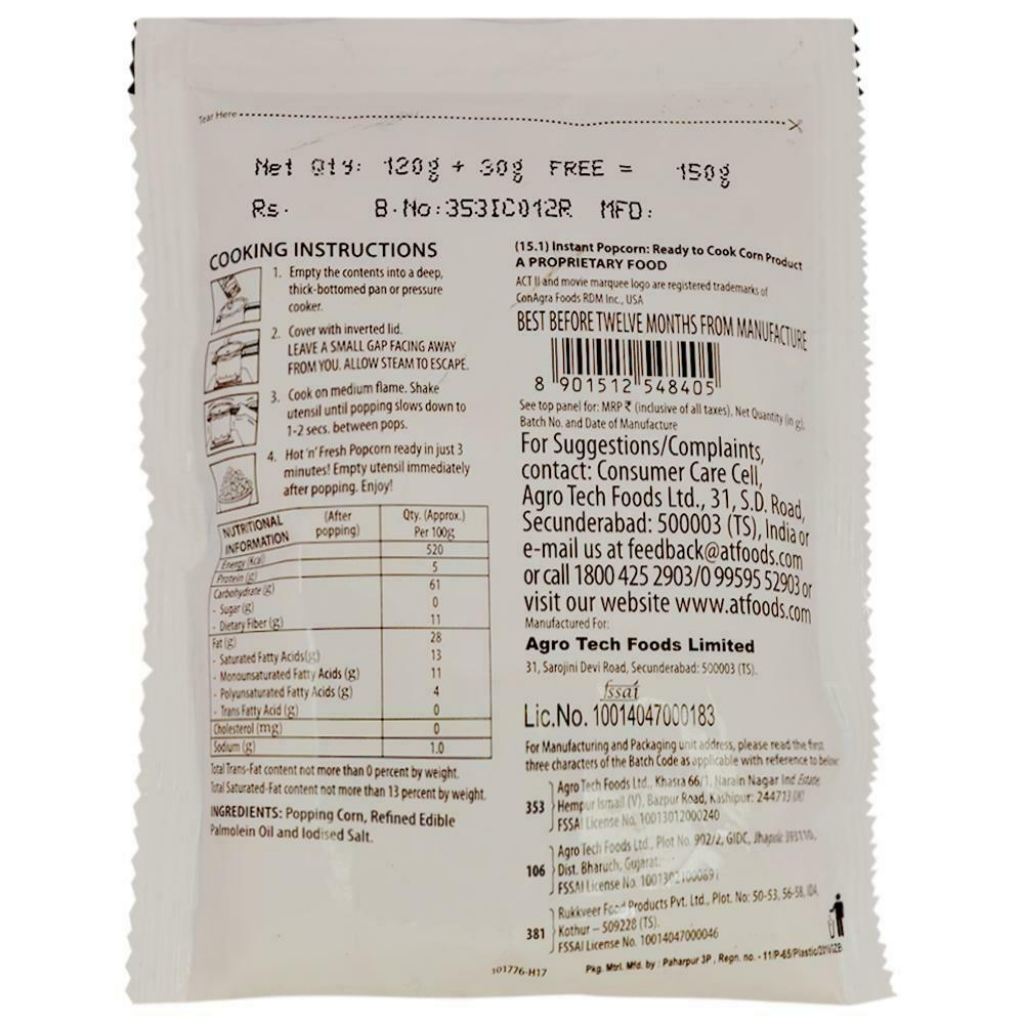 Tear Here
Net Qty: 120g + 30g FREE = 150g
Rs. B.No:353IC012R MFD:
COOKING INSTRUCTIONS
1. Empty the contents into a deep,
thick-bottomed pan or pressure
cooker.
2. Cover with inverted lid.
LEAVE A SMALL GAP FACING AWAY
FROM YOU. ALLOW STEAM TO ESCAPE.
3. Cook on medium flame. Shake
utensil until popping slows down to
1-2 secs. between pops.
4. Hot 'n' Fresh Popcorn ready in just 3
minutes! Empty utensil immediately
after popping. Enjoy!
NUTRITIONAL INFORMATION (After popping) Qty. (Approx.) Per 100g
Energy (Kcal) 520
Protein (g) 5
Carbohydrate (g) 61
- Sugar (g) 0
- Dietary Fiber (g) 11
Fat (g) 28
- Saturated Fatty Acids(g) 13
- Monounsaturated Fatty Acids (g) 11
- Polyunsaturated Fatty Acids (g) 4
- Trans Fatty Acid (g) 0
Cholesterol (mg) 0
Sodium (g) 1.0
Total Trans-Fat content not more than 0 percent by weight.
Total Saturated-Fat content not more than 13 percent by weight.
INGREDIENTS: Popping Corn, Refined Edible
Palmolein Oil and Iodised Salt.
(15.1) Instant Popcorn: Ready to Cook Corn Product
A PROPRIETARY FOOD
ACT II and movie marquee logo are registered trademarks of
ConAgra Foods RDM Inc., USA
BEST BEFORE TWELVE MONTHS FROM MANUFACTURE
8 901512 548405
See top panel for: MRP ₹ (inclusive of all taxes), Net Quantity (in g),
Batch No. and Date of Manufacture
For Suggestions/Complaints,
contact: Consumer Care Cell,
Agro Tech Foods Ltd., 31, S.D. Road,
Secunderabad: 500003 (TS), India or
e-mail us at feedback@atfoods.com
or call 1800 425 2903/0 99595 52903 or
visit our website www.atfoods.com
Manufactured For:
Agro Tech Foods Limited
31, Sarojini Devi Road, Secunderabad: 500003 (TS).
fssai
Lic.No. 10014047000183
For Manufacturing and Packaging unit address, please read the first
three characters of the Batch Code as applicable with reference to below
353 Agro Tech Foods Ltd., Khasra 66/1, Narain Nagar Ind Estate
Hempur Ismail (V), Bazpur Road, Kashipur: 244713
FSSAI License No. 10013012000240
106 Agro Tech Foods Ltd., Plot No. 902/2, GIDC, Jhagadia 393110,
Dist. Bharuch, Gujarat.
FSSAI License No.
381 Rukkveer Food Products Pvt. Ltd., Plot. No: 50-53, 56-58, IDA,
Kothur – 509228 (TS).
FSSAI License No. 10014047000046
101776-H17
Pkg. Mtrl. Mfd. by : Paharpur 3P , Regn. no. - 11/P-65/Plastic/